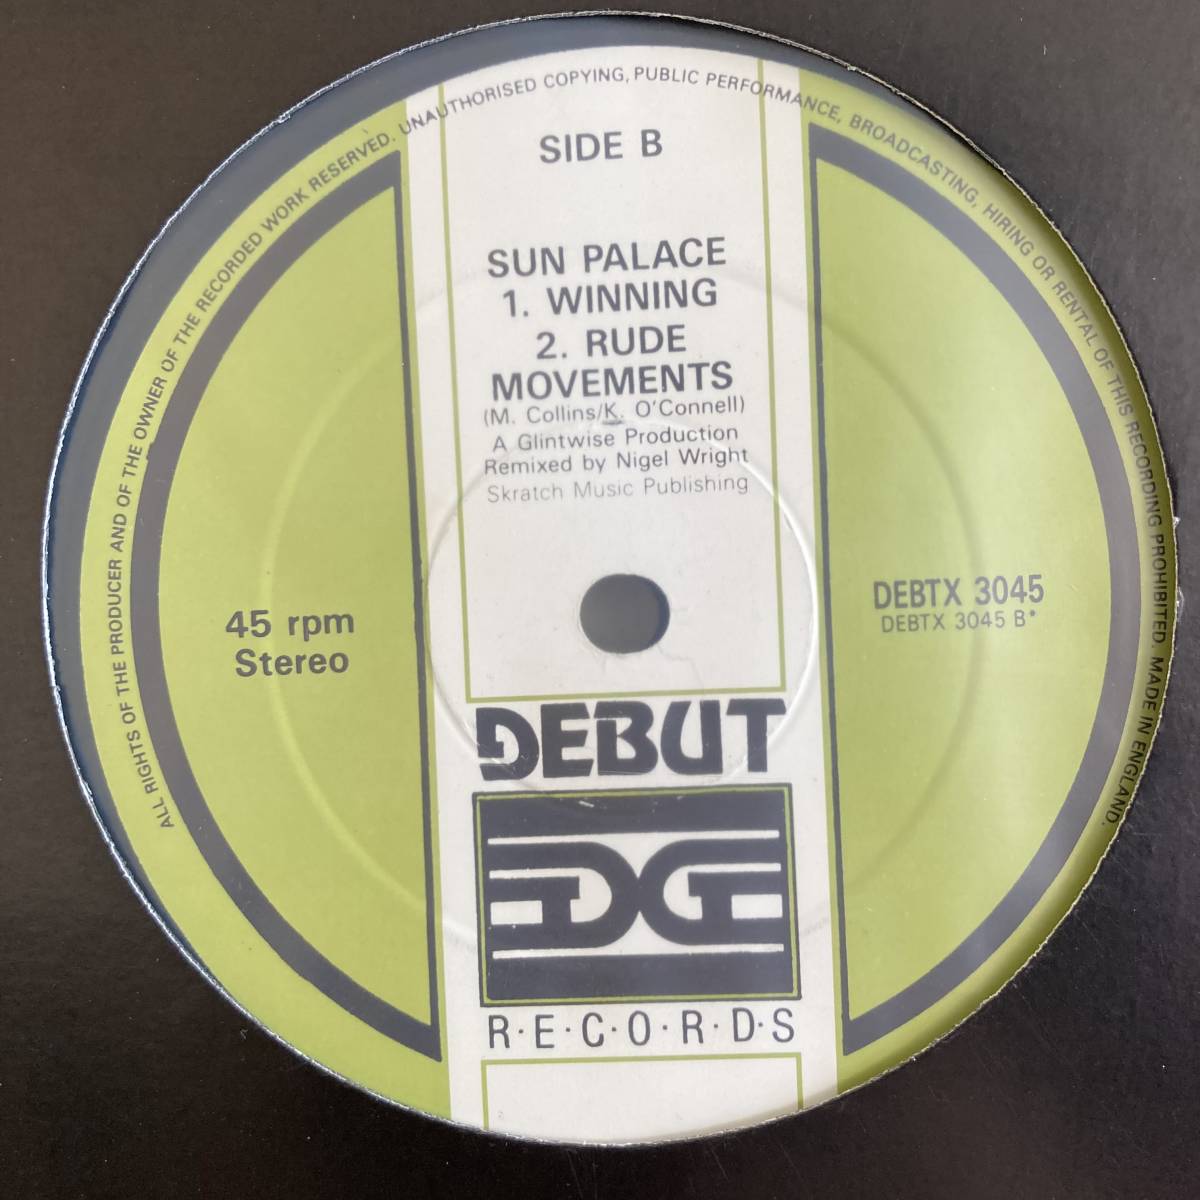 ALL RIGHTS OF THE PRODUCER AND OF THE OWNER OF THE RECORDED WORK RESERVED. UNAUTHORISED COPYING, PUBLIC PERFORMANCE, BROADCASTING, HIRING OR RENTAL OF THIS RECORDING PROHIBITED. MADE IN ENGLAND.
SIDE B
SUN PALACE
1. WINNING
2. RUDE
MOVEMENTS
(M. Collins/K. O'Connell)
A Glintwise Production
Remixed by Nigel Wright
Skratch Music Publishing
45 rpm
Stereo
DEBTX 3045
DEBTX 3045 B*
DEBUT
R·E·C·O·R·D·S